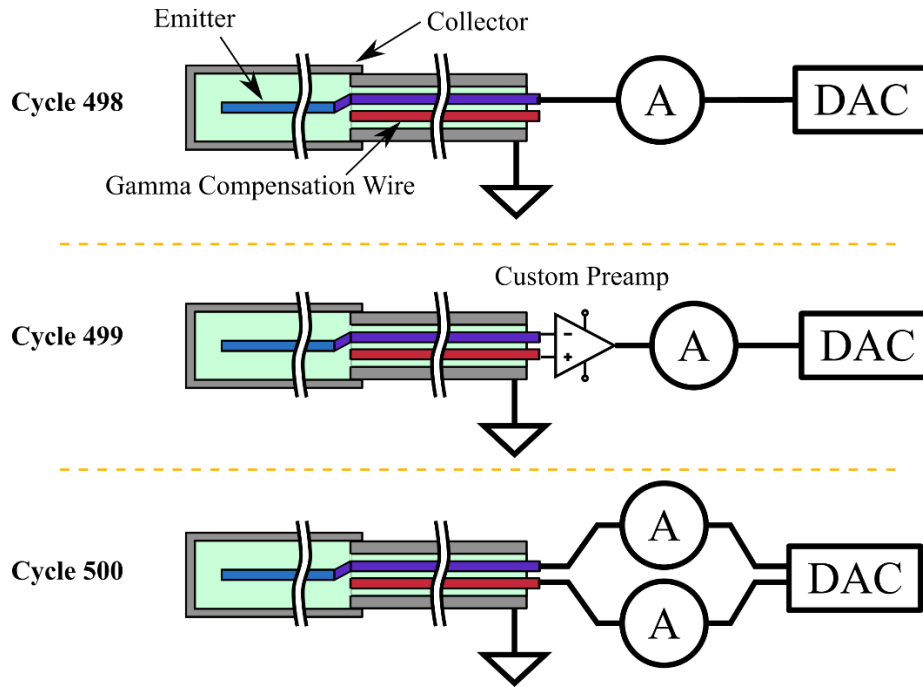 Emitter
Collector
Cycle 498
A
DAC
Gamma Compensation Wire
Custom Preamp
Cycle 499
-
+
A
DAC
Cycle 500
A
A
DAC